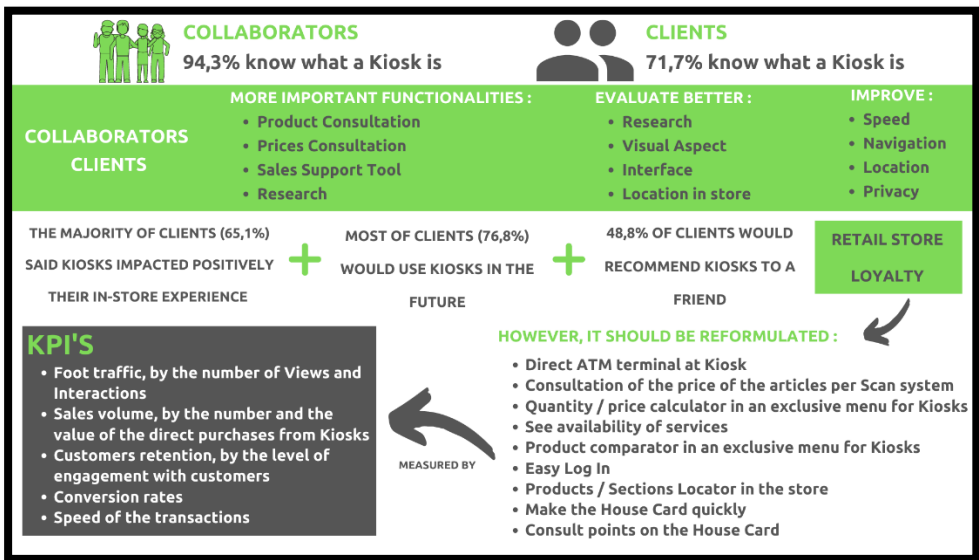 COLLABORATORS
94,3% know what a Kiosk is
CLIENTS
71,7% know what a Kiosk is
COLLABORATORS
CLIENTS
MORE IMPORTANT FUNCTIONALITIES :
• Product Consultation
• Prices Consultation
• Sales Support Tool
• Research
EVALUATE BETTER :
• Research
• Visual Aspect
• Interface
• Location in store
IMPROVE :
• Speed
• Navigation
• Location
• Privacy
THE MAJORITY OF CLIENTS (65,1%)
SAID KIOSKS IMPACTED POSITIVELY
THEIR IN-STORE EXPERIENCE
+
MOST OF CLIENTS (76,8%)
WOULD USE KIOSKS IN THE
FUTURE
+
48,8% OF CLIENTS WOULD
RECOMMEND KIOSKS TO A
FRIEND
RETAIL STORE
LOYALTY
HOWEVER, IT SHOULD BE REFORMULATED :
• Direct ATM terminal at Kiosk
• Consultation of the price of the articles per Scan system
• Quantity / price calculator in an exclusive menu for Kiosks
• See availability of services
• Product comparator in an exclusive menu for Kiosks
• Easy Log In
• Products / Sections Locator in the store
• Make the House Card quickly
• Consult points on the House Card
MEASURED BY
KPI'S
• Foot traffic, by the number of Views and
Interactions
• Sales volume, by the number and the
value of the direct purchases from Kiosks
• Customers retention, by the level of
engagement with customers
• Conversion rates
• Speed of the transactions